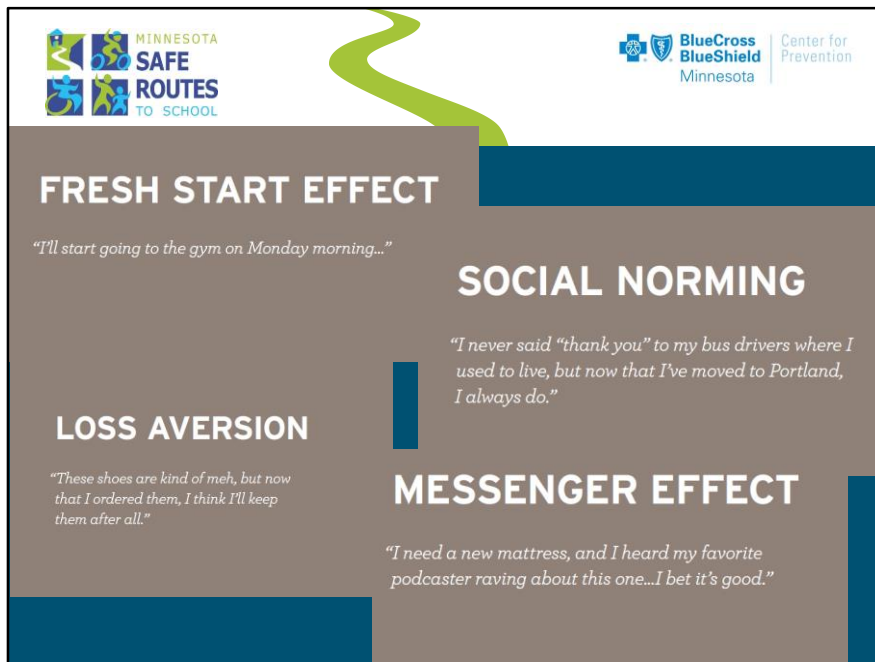 MINNESOTA
SAFE
ROUTES
TO SCHOOL
BlueCross
BlueShield
Minnesota
Center for
Prevention
FRESH START EFFECT
“I’ll start going to the gym on Monday morning...”
SOCIAL NORMING
“I never said “thank you” to my bus drivers where I
used to live, but now that I’ve moved to Portland,
I always do.”
LOSS AVERSION
“These shoes are kind of meh, but now
that I ordered them, I think I’ll keep
them after all.”
MESSENGER EFFECT
“I need a new mattress, and I heard my favorite
podcaster raving about this one...I bet it’s good.”